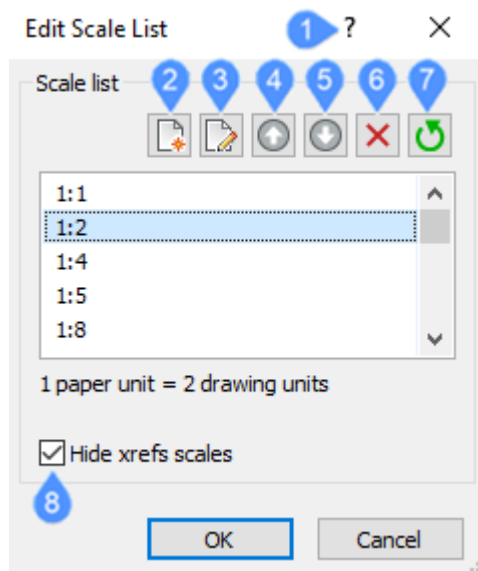 Edit Scale List 1 ?
Scale list 2 3 4 5 6 7
1:1
1:2
1:4
1:5
1:8
1 paper unit = 2 drawing units
Hide xrefs scales
8
OK Cancel